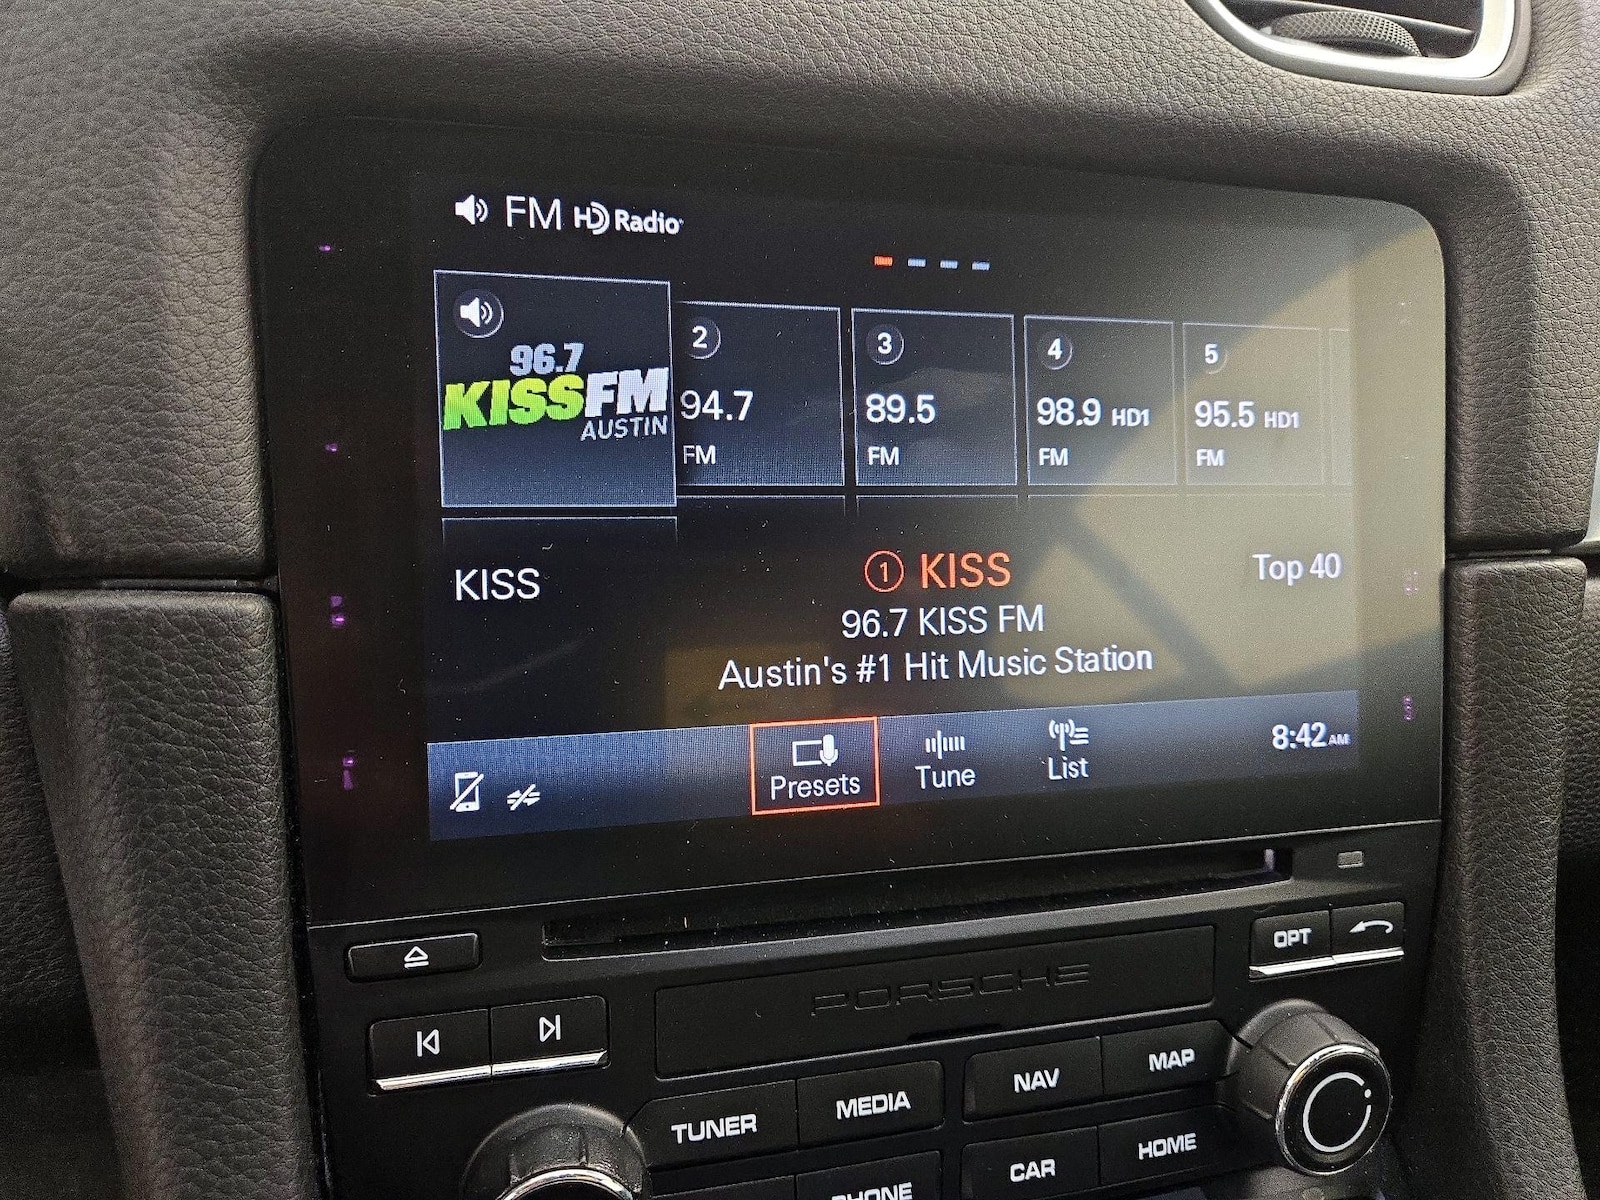 FM HD Radio
96.7
KISSFM
AUSTIN
2
94.7
FM
3
89.5
FM
4
98.9 HD1
FM
5
95.5 HD1
FM
KISS
1 KISS
Top 40
96.7 KISS FM
Austin's #1 Hit Music Station
Presets
Tune
List
8:42AM
OPT
PORSCHE
TUNER
MEDIA
NAV
MAP
PHONE
CAR
HOME